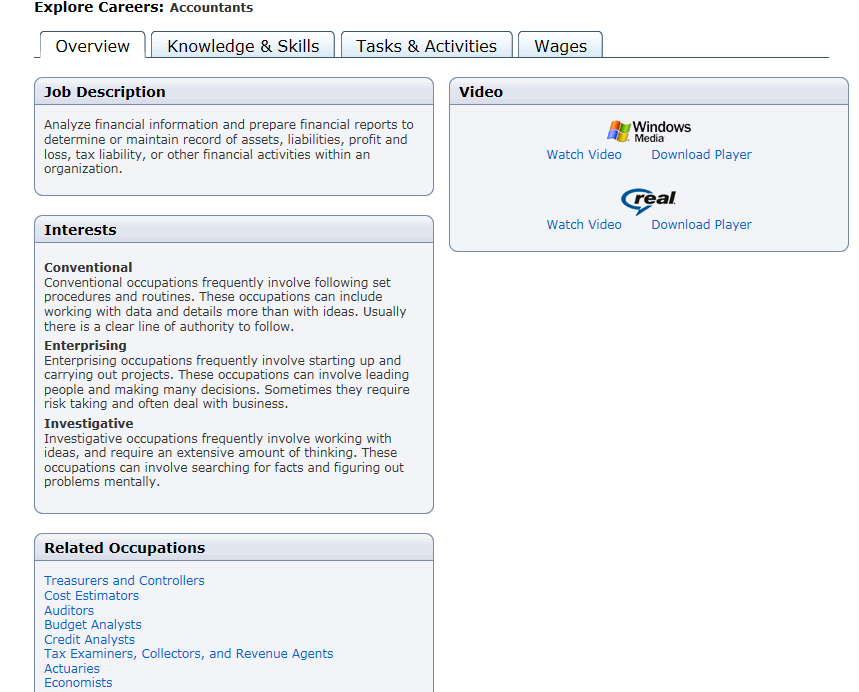 Explore Careers: Accountants
Overview
Knowledge & Skills
Tasks & Activities
Wages
Job Description
Analyze financial information and prepare financial reports to
determine or maintain record of assets, liabilities, profit and
loss, tax liability, or other financial activities within an
organization.
Interests
Conventional
Conventional occupations frequently involve following set
procedures and routines. These occupations can include
working with data and details more than with ideas. Usually
there is a clear line of authority to follow.
Enterprising
Enterprising occupations frequently involve starting up and
carrying out projects. These occupations can involve leading
people and making many decisions. Sometimes they require
risk taking and often deal with business.
Investigative
Investigative occupations frequently involve working with
ideas, and require an extensive amount of thinking. These
occupations can involve searching for facts and figuring out
problems mentally.
Related Occupations
Treasurers and Controllers
Cost Estimators
Auditors
Budget Analysts
Credit Analysts
Tax Examiners, Collectors, and Revenue Agents
Actuaries
Economists
Video
Windows
Media
Watch Video Download Player
real
Watch Video Download Player